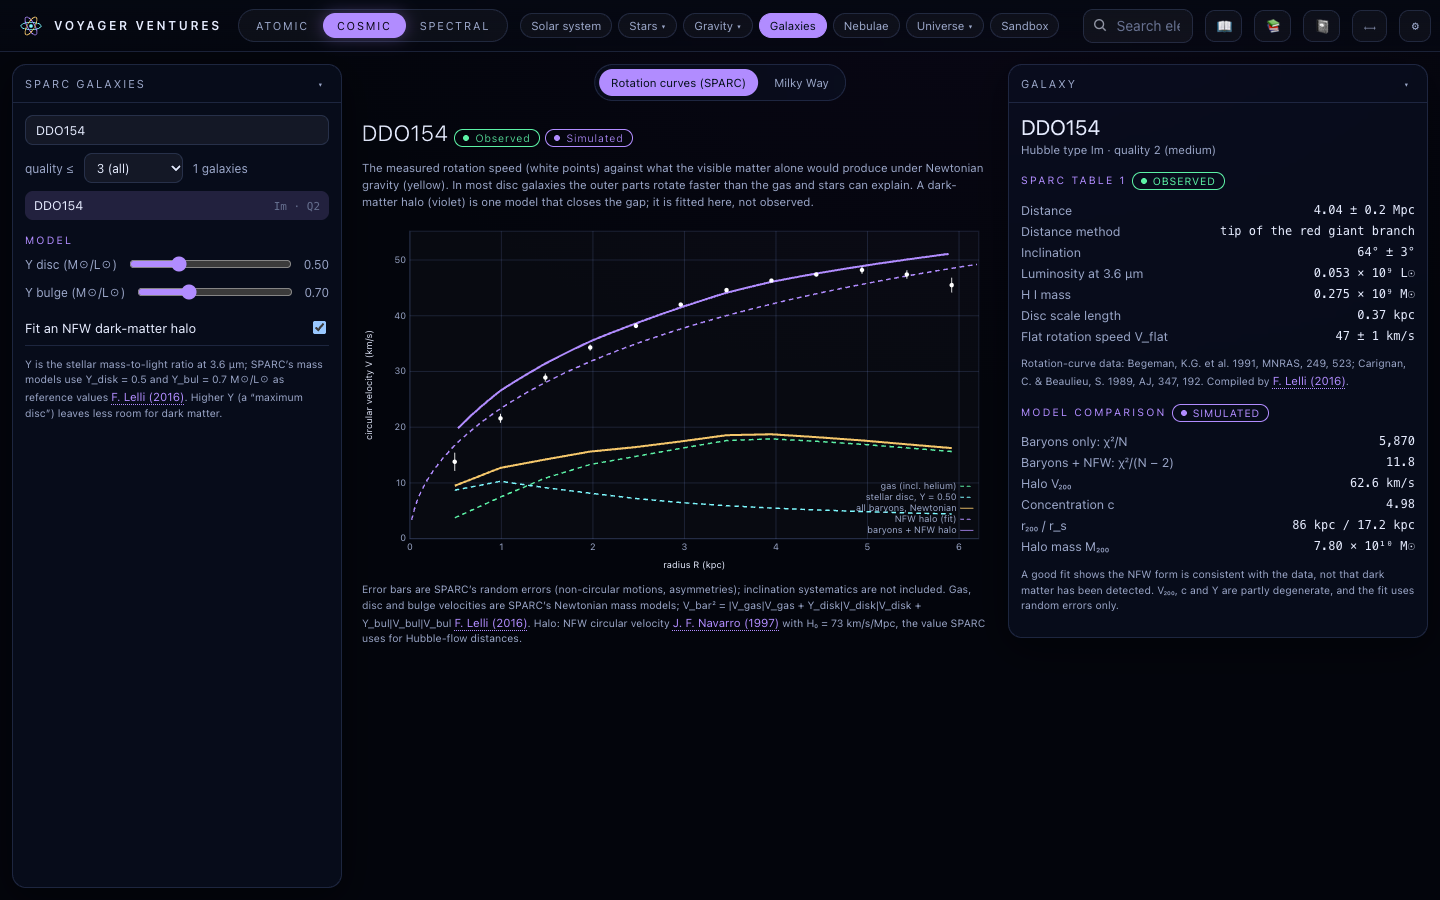 VOYAGER VENTURES
ATOMIC COSMIC SPECTRAL
Solar system Stars ▾ Gravity ▾ Galaxies Nebulae Universe ▾ Sandbox
Search ele
SPARC GALAXIES
DDO154
quality ≤ 3 (all) 1 galaxies
DDO154 Im · Q2
MODEL
Υ disc (M☉/L☉) 0.50
Υ bulge (M☉/L☉) 0.70
Fit an NFW dark-matter halo
Υ is the stellar mass-to-light ratio at 3.6 μm; SPARC's mass
models use Υ_disk = 0.5 and Υ_bul = 0.7 M☉/L☉ as
reference values F. Lelli (2016). Higher Υ (a “maximum
disc”) leaves less room for dark matter.
Rotation curves (SPARC) Milky Way
DDO154 Observed Simulated
The measured rotation speed (white points) against what the visible matter alone would produce under Newtonian
gravity (yellow). In most disc galaxies the outer parts rotate faster than the gas and stars can explain. A dark-
matter halo (violet) is one model that closes the gap; it is fitted here, not observed.
circular velocity V (km/s)
50
40
30
20
10
0
gas (incl. helium)
stellar disc, Υ = 0.50
all baryons, Newtonian
NFW halo (fit)
baryons + NFW halo
0 1 2 3 4 5 6
radius R (kpc)
Error bars are SPARC's random errors (non-circular motions, asymmetries); inclination systematics are not included. Gas,
disc and bulge velocities are SPARC's Newtonian mass models; V_bar² = |V_gas|V_gas + Υ_disk|V_disk|V_disk +
Υ_bul|V_bul|V_bul F. Lelli (2016). Halo: NFW circular velocity J. F. Navarro (1997) with H₀ = 73 km/s/Mpc, the value SPARC
uses for Hubble-flow distances.
GALAXY
DDO154
Hubble type Im · quality 2 (medium)
SPARC TABLE 1 OBSERVED
Distance 4.04 ± 0.2 Mpc
Distance method tip of the red giant branch
Inclination 64° ± 3°
Luminosity at 3.6 μm 0.053 × 10⁹ L☉
H I mass 0.275 × 10⁹ M☉
Disc scale length 0.37 kpc
Flat rotation speed V_flat 47 ± 1 km/s
Rotation-curve data: Begeman, K.G. et al. 1991, MNRAS, 249, 523; Carignan,
C. & Beaulieu, S. 1989, AJ, 347, 192. Compiled by F. Lelli (2016).
MODEL COMPARISON SIMULATED
Baryons only: χ²/N 5,870
Baryons + NFW: χ²/(N − 2) 11.8
Halo V₂₀₀ 62.6 km/s
Concentration c 4.98
r₂₀₀ / r_s 86 kpc / 17.2 kpc
Halo mass M₂₀₀ 7.80 × 10¹⁰ M☉
A good fit shows the NFW form is consistent with the data, not that dark
matter has been detected. V₂₀₀, c and Υ are partly degenerate, and the fit uses
random errors only.